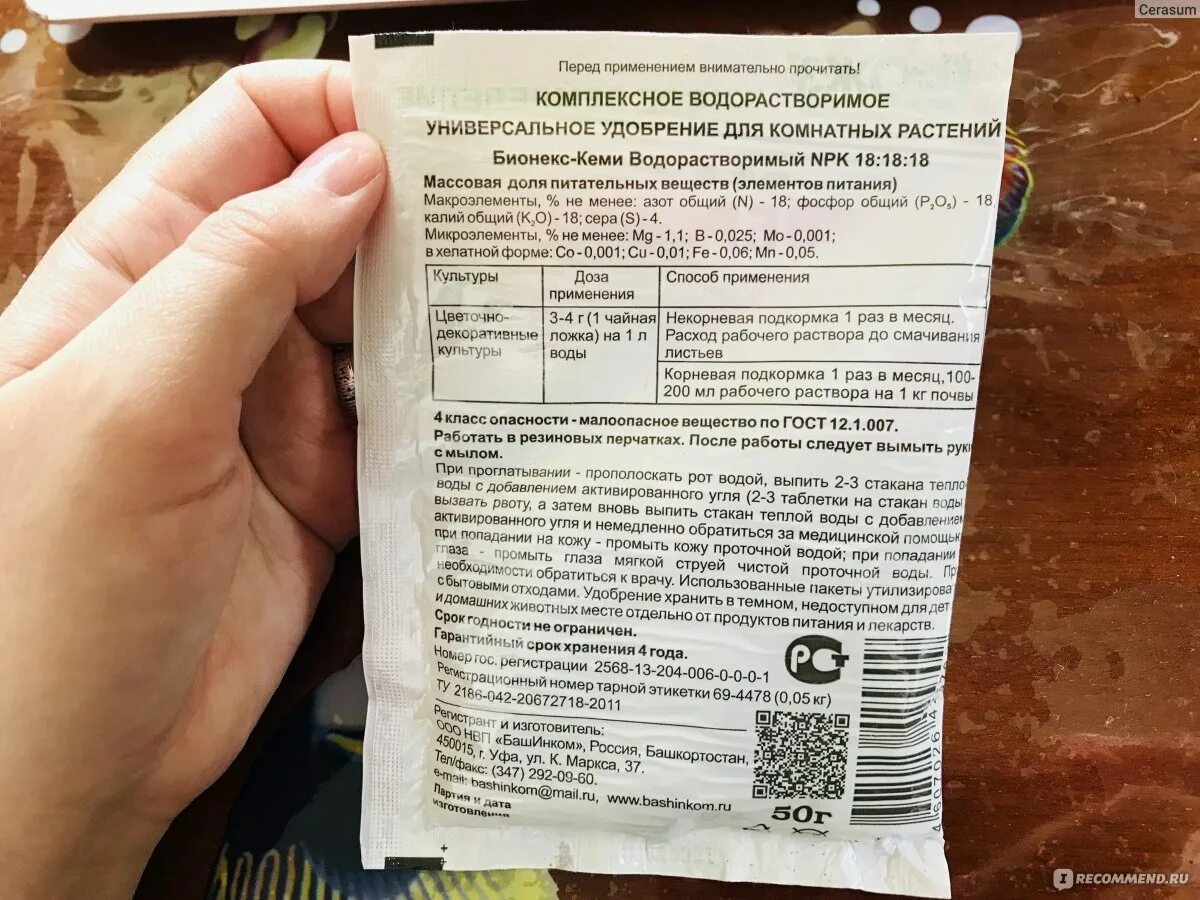 Cerasum
Перед применением внимательно прочитать!
КОМПЛЕКСНОЕ ВОДОРАСТВОРИМОЕ
УНИВЕРСАЛЬНОЕ УДОБРЕНИЕ ДЛЯ КОМНАТНЫХ РАСТЕНИЙ
Бионекс-Кеми Водорастворимый NPK 18:18:18
Массовая доля питательных веществ (элементов питания)
Макроэлементы, % не менее: азот общий (N) - 18; фосфор общий (P₂O₅) - 18
калий общий (K₂O) - 18; сера (S) - 4.
Микроэлементы, % не менее: Mg - 1,1; B - 0,025; Mo - 0,001;
в хелатной форме: Co - 0,001; Cu - 0,01; Fe - 0,06; Mn - 0,05.
Культуры Доза применения Способ применения
Цветочно-декоративные культуры
3-4 г (1 чайная ложка) на 1 л воды
Некорневая подкормка 1 раз в месяц.
Расход рабочего раствора до смачивания
листьев
Корневая подкормка 1 раз в месяц, 100-
200 мл рабочего раствора на 1 кг почвы
4 класс опасности - малоопасное вещество по ГОСТ 12.1.007.
Работать в резиновых перчатках. После работы следует вымыть рук
с мылом.
При проглатывании - прополоскать рот водой, выпить 2-3 стакана тепло
воды с добавлением активированного угля (2-3 таблетки на стакан воды
вызвать рвоту, а затем вновь выпить стакан теплой воды с добавлением
активированного угля и немедленно обратиться за медицинской помощью
при попадании на кожу - промыть кожу проточной водой; при попадании
глаза - промыть глаза мягкой струей чистой проточной воды. Пр
необходимости обратиться к врачу. Использованные пакеты утилизирова
с бытовыми отходами. Удобрение хранить в темном, недоступном для дет
и домашних животных месте отдельно от продуктов питания и лекарств.
Срок годности не ограничен.
Гарантийный срок хранения 4 года.
Номер гос. регистрации 2568-13-204-006-0-0-0-1
Регистрационный номер тарной этикетки 69-4478 (0,05 кг)
ТУ 2186-042-20672718-2011
РСТ
Регистрант и изготовитель:
ООО НВП «БашИнком», Россия, Башкортостан,
450015, г. Уфа, ул. К. Маркса, 37.
Тел/факс: (347) 292-09-60.
e-mail: bashinkom@mail.ru, www.bashinkom.ru
Партия и дата
изготовления
50г
IRECOMMEND.RU